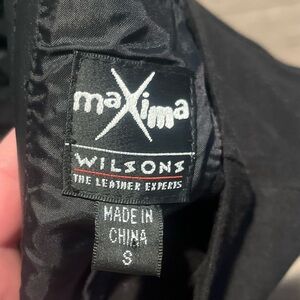 maXima
WILSONS
THE LEATHER EXPERTS
MADE IN
CHINA
S